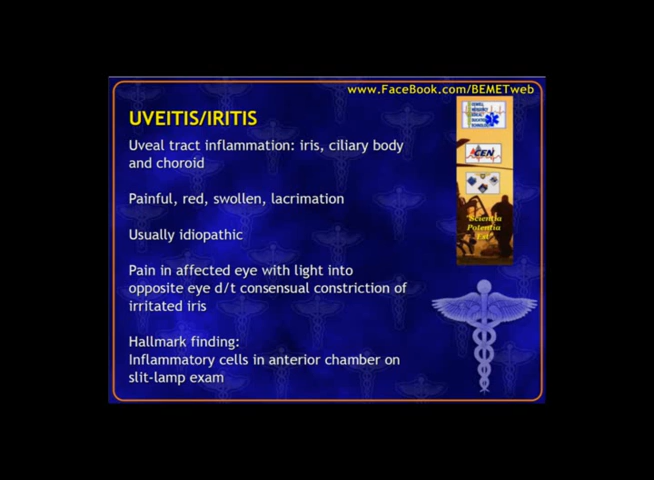 www.FaceBook.com/BEMETweb
UVEITIS/IRITIS
Uveal tract inflammation: iris, ciliary body
and choroid
Painful, red, swollen, lacrimation
Usually idiopathic
Pain in affected eye with light into
opposite eye d/t consensual constriction of
irritated iris
Hallmark finding:
Inflammatory cells in anterior chamber on
slit-lamp exam
CEN
"Scientia
Potentia
Est"